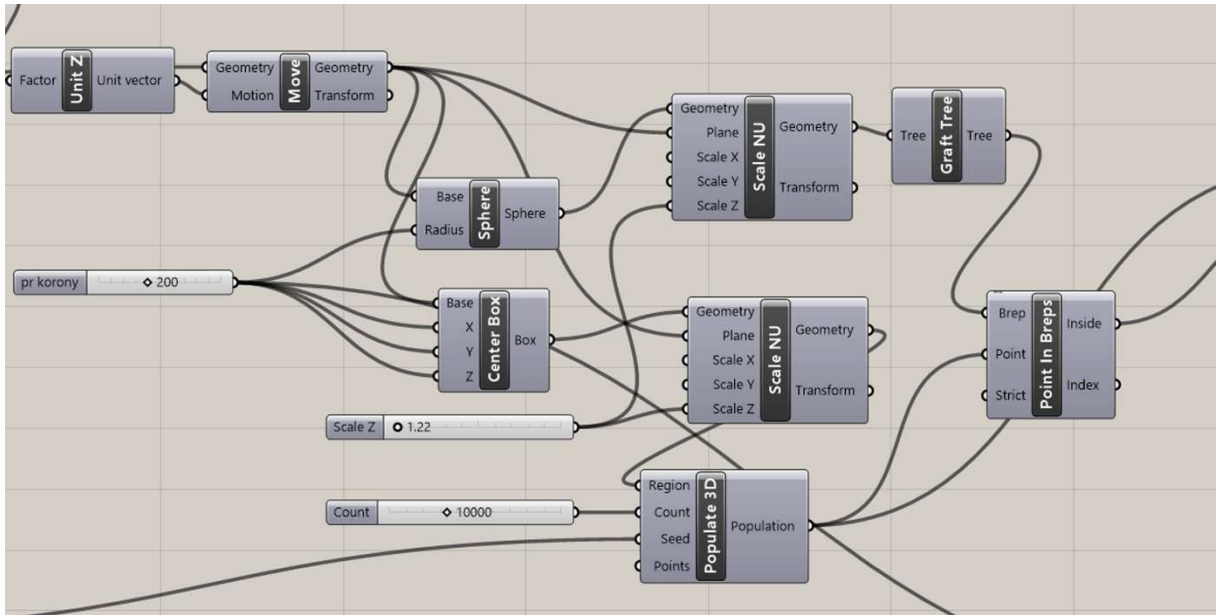 Factor
Unit Z
Unit vector
Geometry
Motion
Move
Geometry
Transform
Geometry
Plane
Scale X
Scale Y
Scale Z
Scale NU
Geometry
Transform
Tree
Graft Tree
Tree
Base
Radius
Sphere
Sphere
pr korony
200
Base
X
Y
Z
Center Box
Box
Geometry
Plane
Scale X
Scale Y
Scale Z
Scale NU
Geometry
Transform
Brep
Point
Strict
Point In Breps
Inside
Index
Scale Z
1.22
Count
10000
Region
Count
Seed
Points
Populate 3D
Population